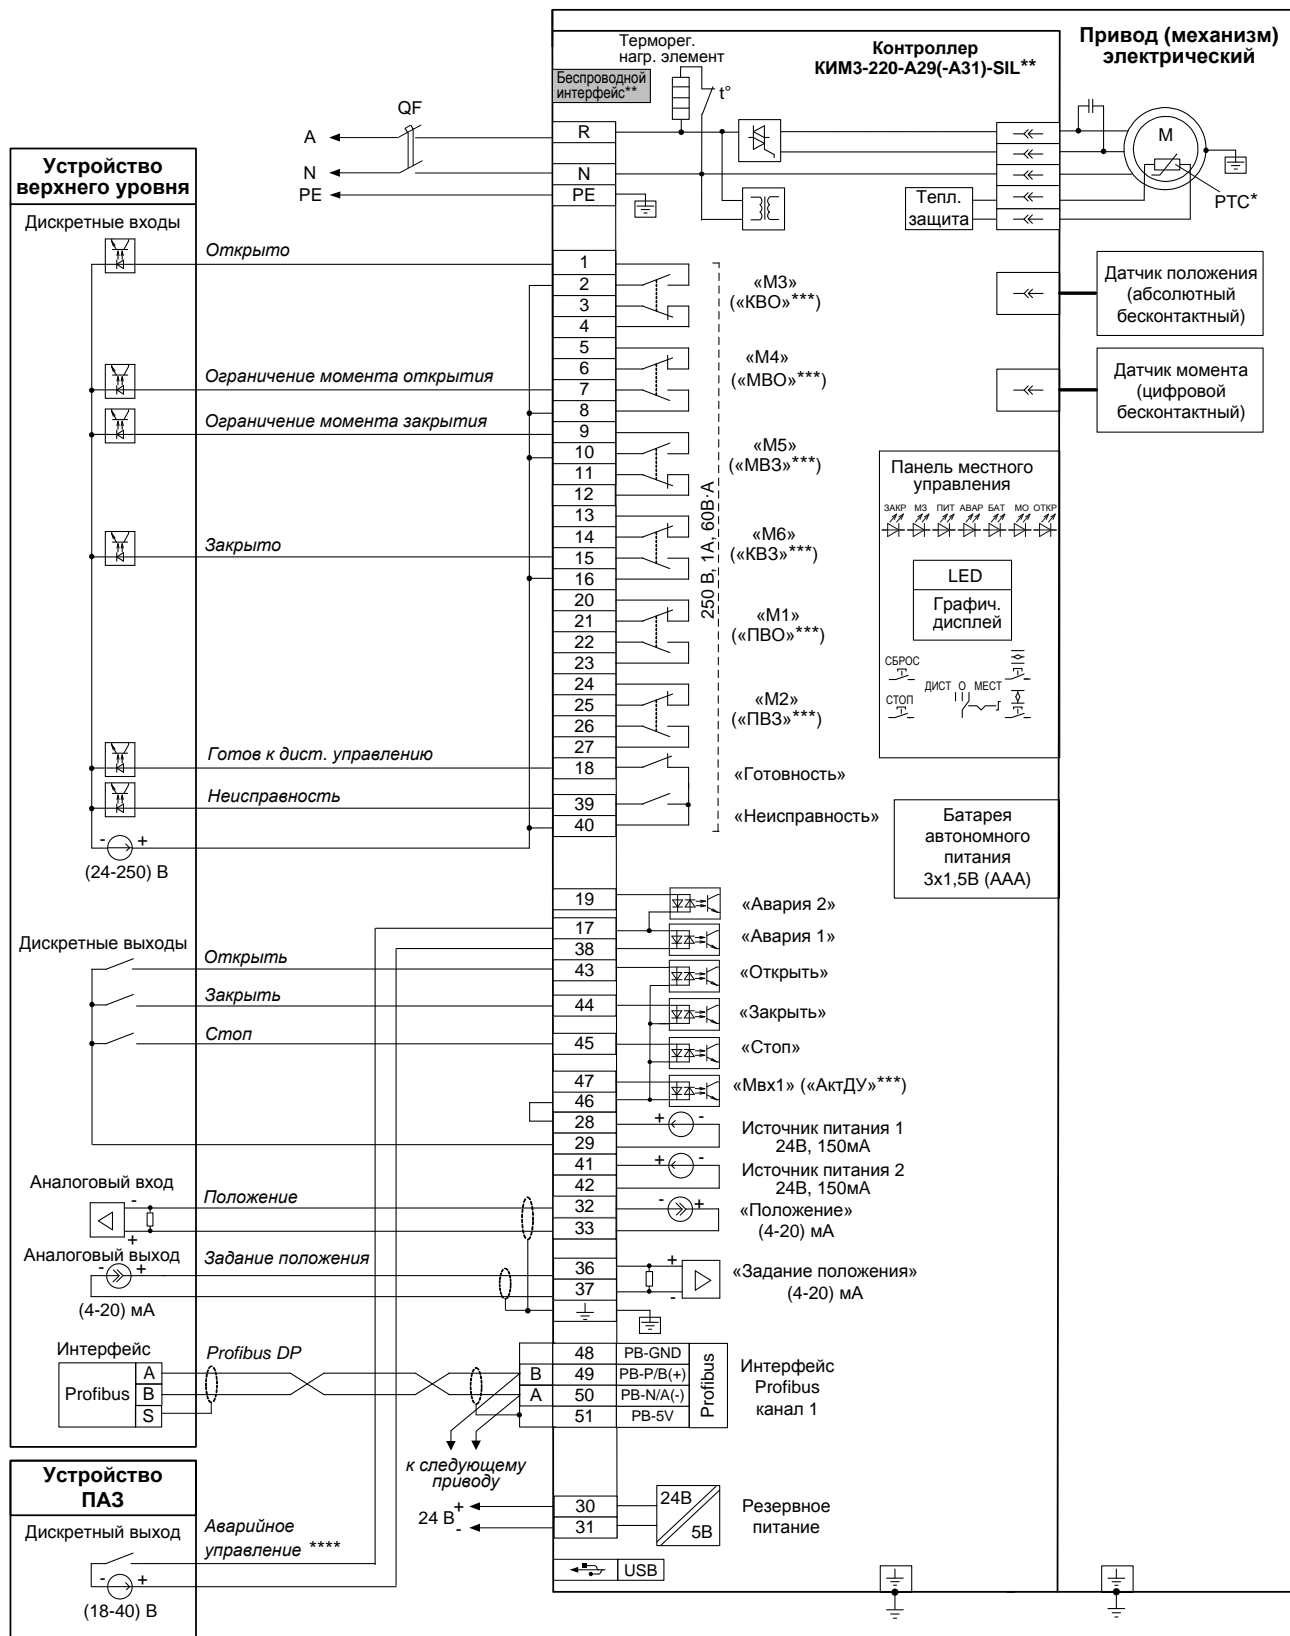 Привод (механизм)
электрический
Контроллер
КИМ3-220-А29(-А31)-SIL**
Терморег.
нагр. элемент
Беспроводной
интерфейс**
t°
QF
A
N
PE
R
N
PE
M
PTC*
Тепл.
защита
Устройство
верхнего уровня
Дискретные входы
Открыто
Ограничение момента открытия
Ограничение момента закрытия
Закрыто
Готов к дист. управлению
Неисправность
- +
(24-250) В
1
2
3
4
5
6
7
8
9
10
11
12
13
14
15
16
20
21
22
23
24
25
26
27
18
39
40
«М3»
(«КВО»***)
«М4»
(«МВО»***)
«М5»
(«МВЗ»***)
«М6»
(«КВЗ»***)
«М1»
(«ПВО»***)
«М2»
(«ПВЗ»***)
«Готовность»
«Неисправность»
250 В, 1А, 60В·А
Датчик положения
(абсолютный
бесконтактный)
Датчик момента
(цифровой
бесконтактный)
Панель местного
управления
ЗАКР МЗ ПИТ АВАР БАТ МО ОТКР
LED
Графич.
дисплей
СБРОС
СТОП
ДИСТ О МЕСТ
Батарея
автономного
питания
3х1,5В (ААА)
Дискретные выходы
Открыть
Закрыть
Стоп
19
17
38
43
44
45
47
46
28
29
41
42
32
33
36
37
«Авария 2»
«Авария 1»
«Открыть»
«Закрыть»
«Стоп»
«Мвх1» («АктДУ»***)
+ -
Источник питания 1
24В, 150мА
+ -
Источник питания 2
24В, 150мА
- +
«Положение»
(4-20) мА
+
-
«Задание положения»
(4-20) мА
Аналоговый вход
-
+
Положение
Аналоговый выход
- +
(4-20) мА
Задание положения
Интерфейс
Profibus
A
B
S
Profibus DP
B
A
48 PB-GND
49 PB-P/B(+)
50 PB-N/A(-)
51 PB-5V
Profibus
Интерфейс
Profibus
канал 1
к следующему
приводу
24 В
+
-
30
31
24В
5В
Резервное
питание
USB
Устройство
ПАЗ
Дискретный выход
Аварийное
управление ****
- +
(18-40) В